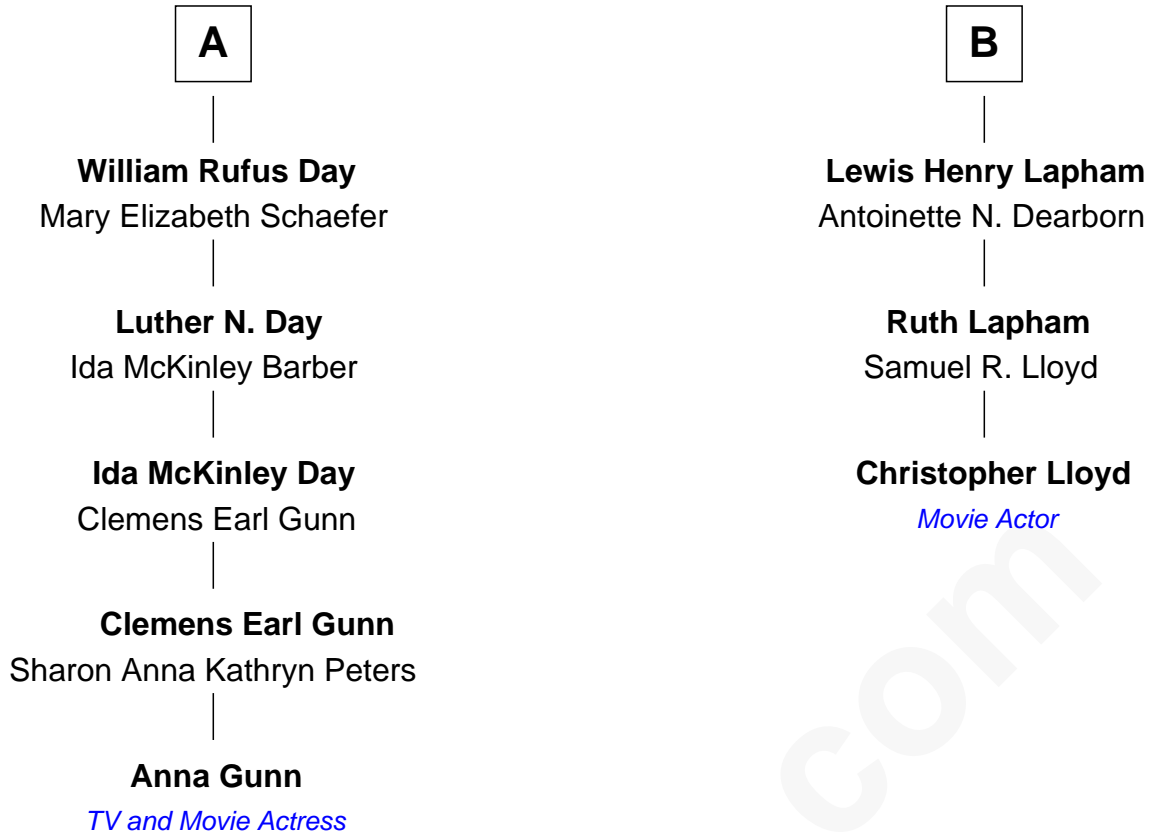 A
William Rufus Day
Mary Elizabeth Schaefer
Luther N. Day
Ida McKinley Barber
Ida McKinley Day
Clemens Earl Gunn
Clemens Earl Gunn
Sharon Anna Kathryn Peters
Anna Gunn
TV and Movie Actress
B
Lewis Henry Lapham
Antoinette N. Dearborn
Ruth Lapham
Samuel R. Lloyd
Christopher Lloyd
Movie Actor
com